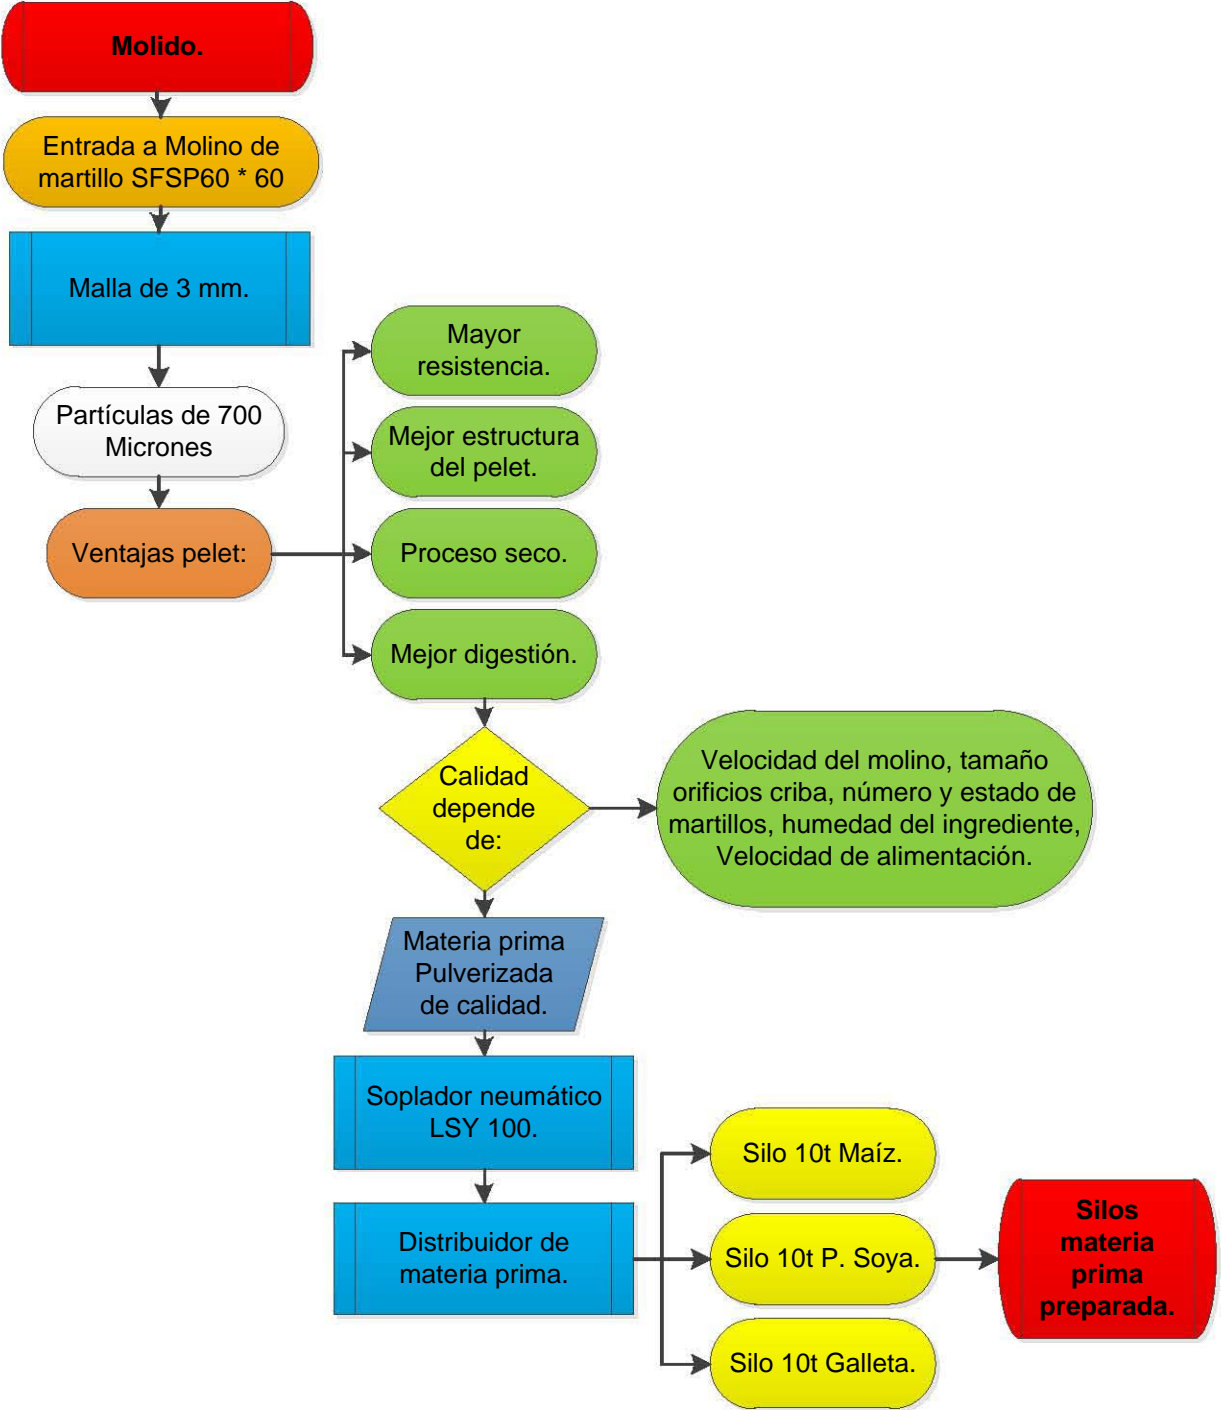 Molido.
Entrada a Molino de
martillo SFSP60 * 60
Malla de 3 mm.
Partículas de 700
Micrones
Ventajas pelet:
Mayor
resistencia.
Mejor estructura
del pelet.
Proceso seco.
Mejor digestión.
Calidad
depende
de:
Velocidad del molino, tamaño
orificios criba, número y estado de
martillos, humedad del ingrediente,
Velocidad de alimentación.
Materia prima
Pulverizada
de calidad.
Soplador neumático
LSY 100.
Distribuidor de
materia prima.
Silo 10t Maíz.
Silo 10t P. Soya.
Silo 10t Galleta.
Silos
materia
prima
preparada.